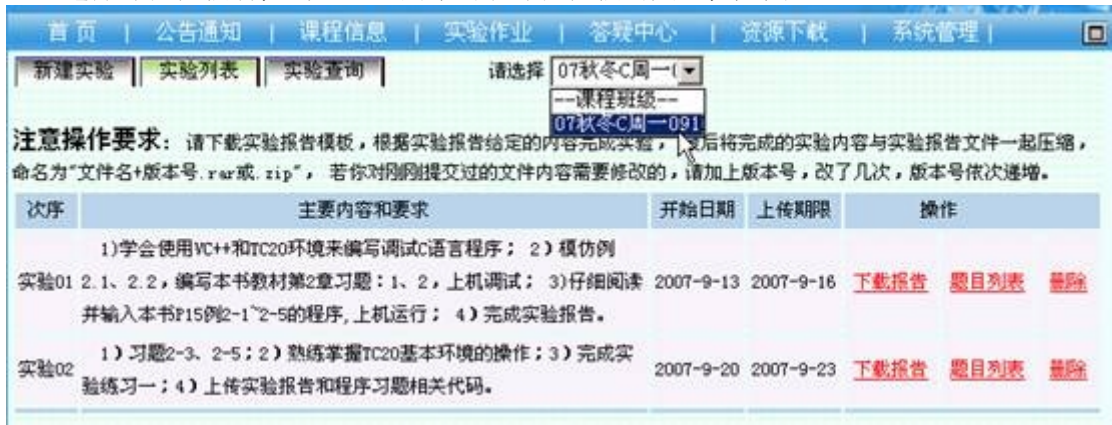 首 页 | 公告通知 | 课程信息 | 实验作业 | 答疑中心 | 资源下载 | 系统管理 |
新建实验 实验列表 实验查询 请选择 07秋冬C周一(
--课程班级--
07秋冬C周一091
注意操作要求：请下载实验报告模板，根据实验报告给定的内容完成实验，后将完成的实验内容与实验报告文件一起压缩，
命名为"文件名+版本号.rar或.zip"， 若你对刚刚提交过的文件内容需要修改的，请加上版本号，改了几次，版本号依次递增。
次序 主要内容和要求 开始日期 上传期限 操作
1)学会使用VC++和TC20环境来编写调试C语言程序； 2）模仿例
实验01 2.1、2.2，编写本书教材第2章习题：1、2，上机调试； 3)仔细阅读 2007-9-13 2007-9-16 下载报告 题目列表 删除
并输入本书P15例2-1~2-5的程序,上机运行； 4）完成实验报告。
1）习题2-3、2-5；2）熟练掌握TC20基本环境的操作；3）完成实
实验02 2007-9-20 2007-9-23 下载报告 题目列表 删除
验练习一；4）上传实验报告和程序习题相关代码。